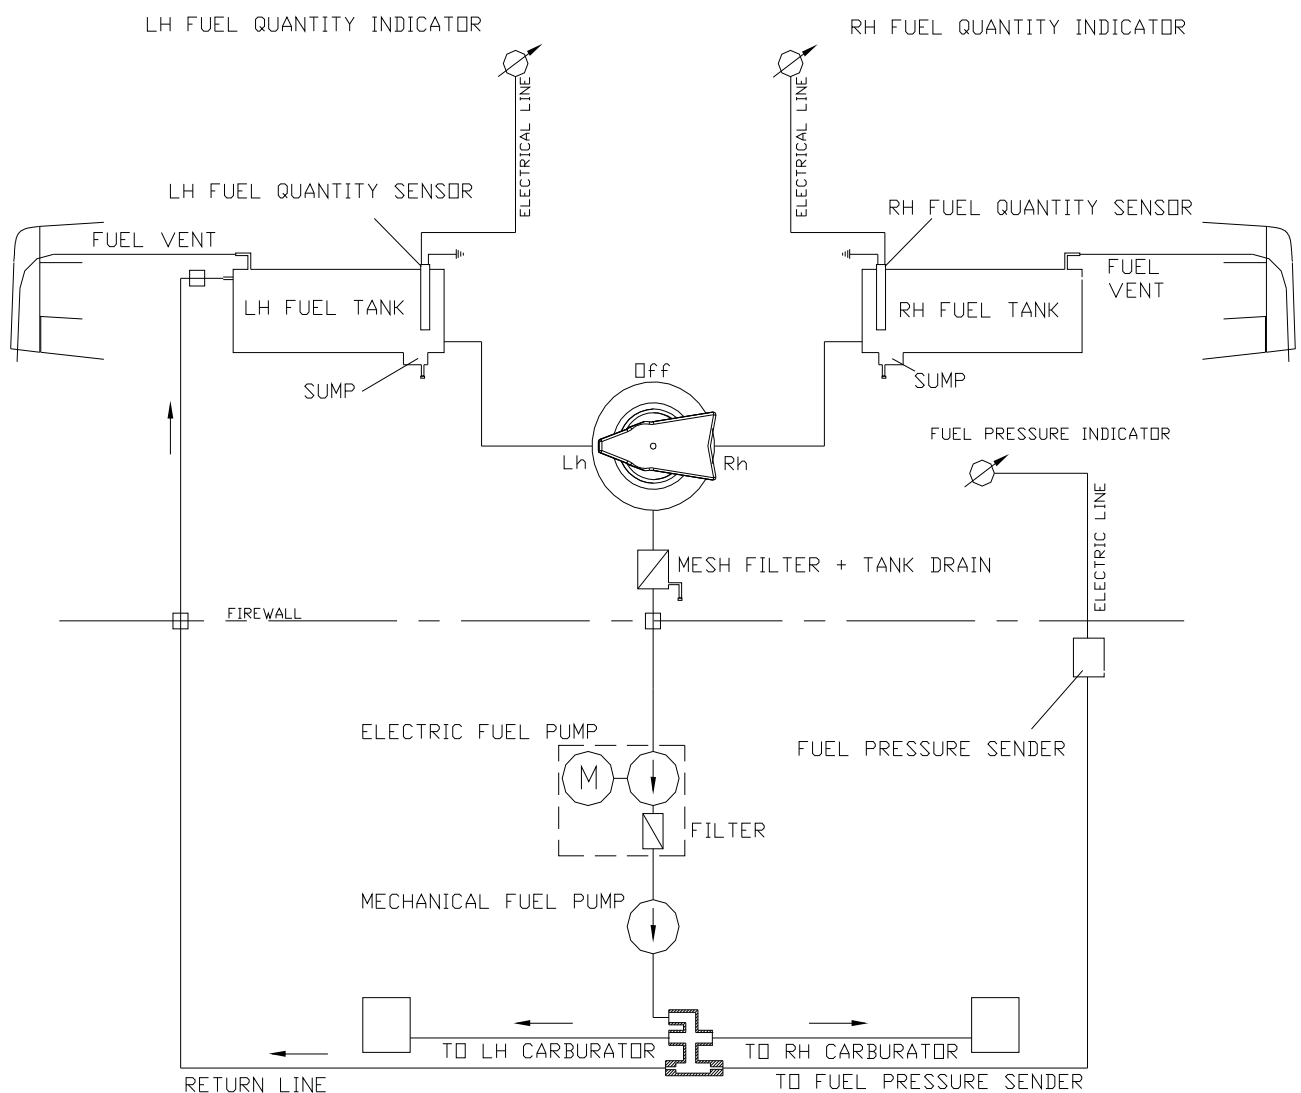 LH FUEL QUANTITY INDICATOR
RH FUEL QUANTITY INDICATOR
ELECTRICAL LINE
ELECTRICAL LINE
LH FUEL QUANTITY SENSOR
RH FUEL QUANTITY SENSOR
FUEL VENT
FUEL
VENT
LH FUEL TANK
RH FUEL TANK
SUMP
SUMP
Off
Lh
Rh
FUEL PRESSURE INDICATOR
ELECTRIC LINE
MESH FILTER + TANK DRAIN
FIREWALL
ELECTRIC FUEL PUMP
M
FUEL PRESSURE SENDER
FILTER
MECHANICAL FUEL PUMP
TO LH CARBURATOR
TO RH CARBURATOR
RETURN LINE
TO FUEL PRESSURE SENDER